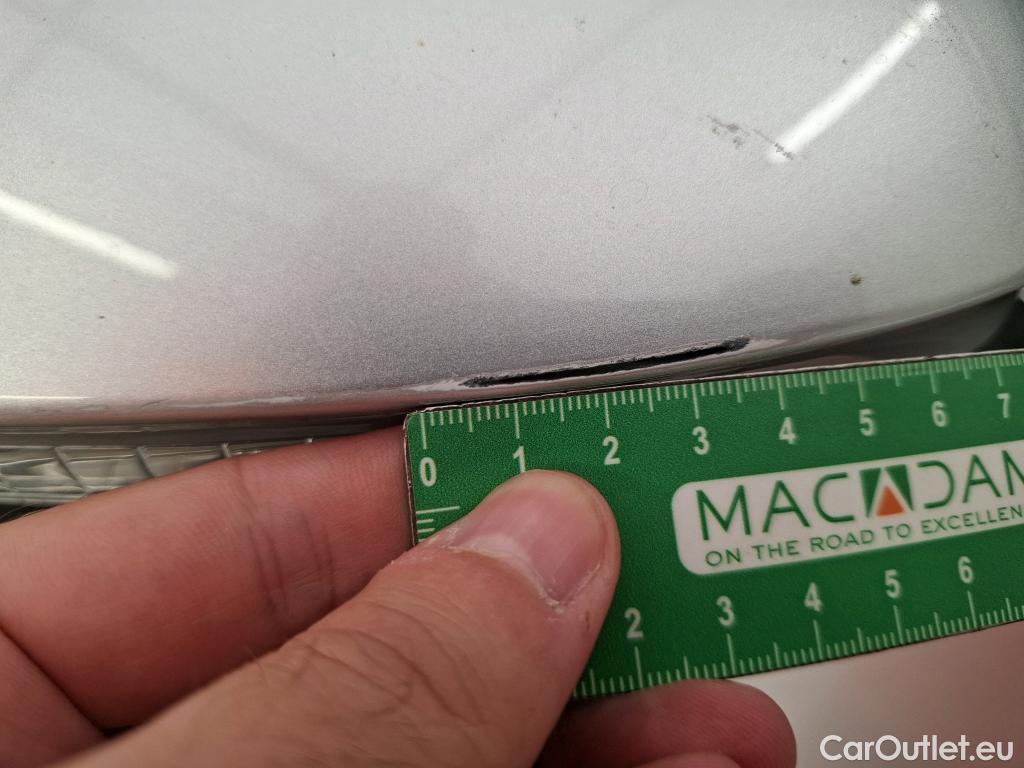 0 1 2 3 4 5 6 7
MACADAM
ON THE ROAD TO EXCELLEN
2 3 4 5 6
CarOutlet.eu